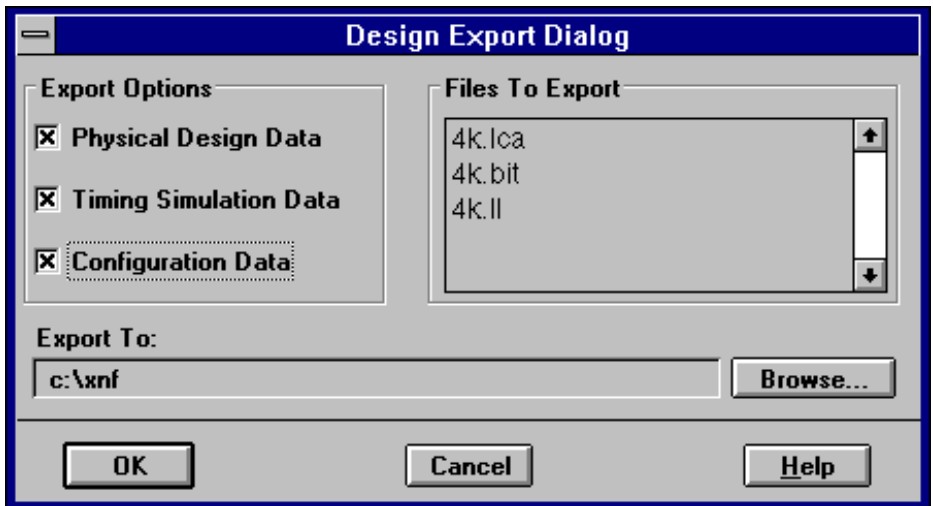 Design Export Dialog
Export Options
Physical Design Data
Timing Simulation Data
Configuration Data
Files To Export
4k.lca
4k.bit
4k.ll
Export To:
c:\xnf
Browse...
OK
Cancel
Help